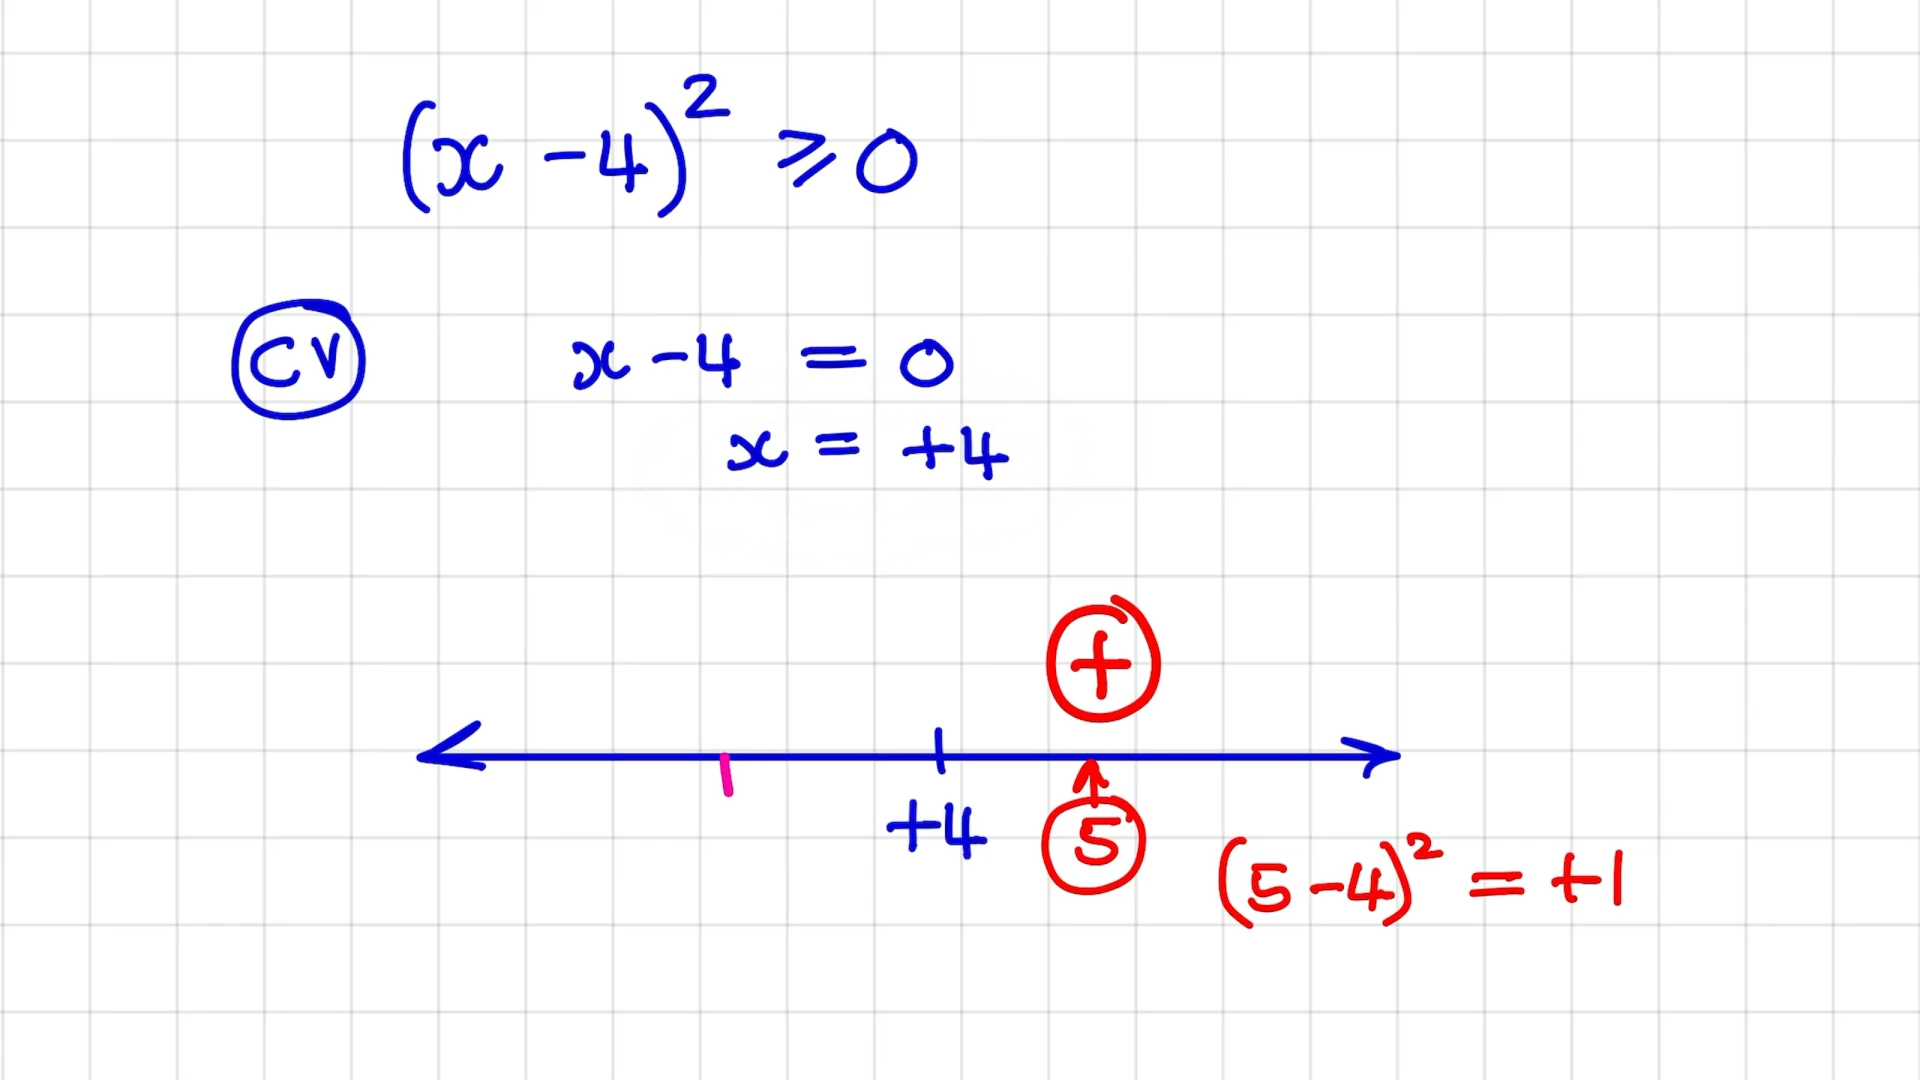 (x - 4)² ≥ 0
CV x - 4 = 0
x = +4
+
+4 5 (5 - 4)² = +1